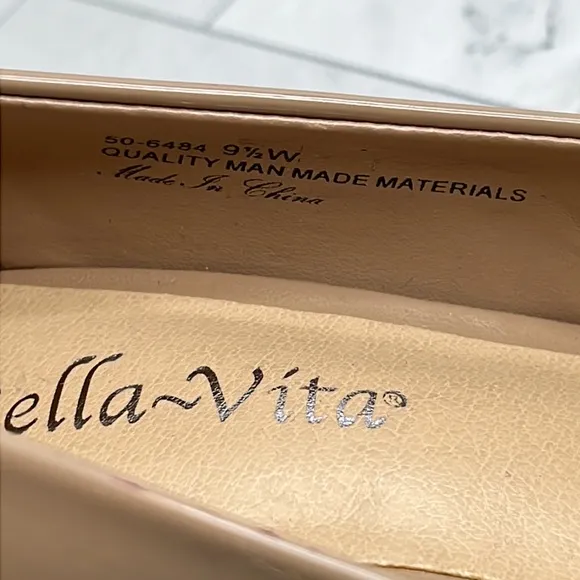 50-6484 9½W
QUALITY MAN MADE MATERIALS
Made In China
ella~Vita®